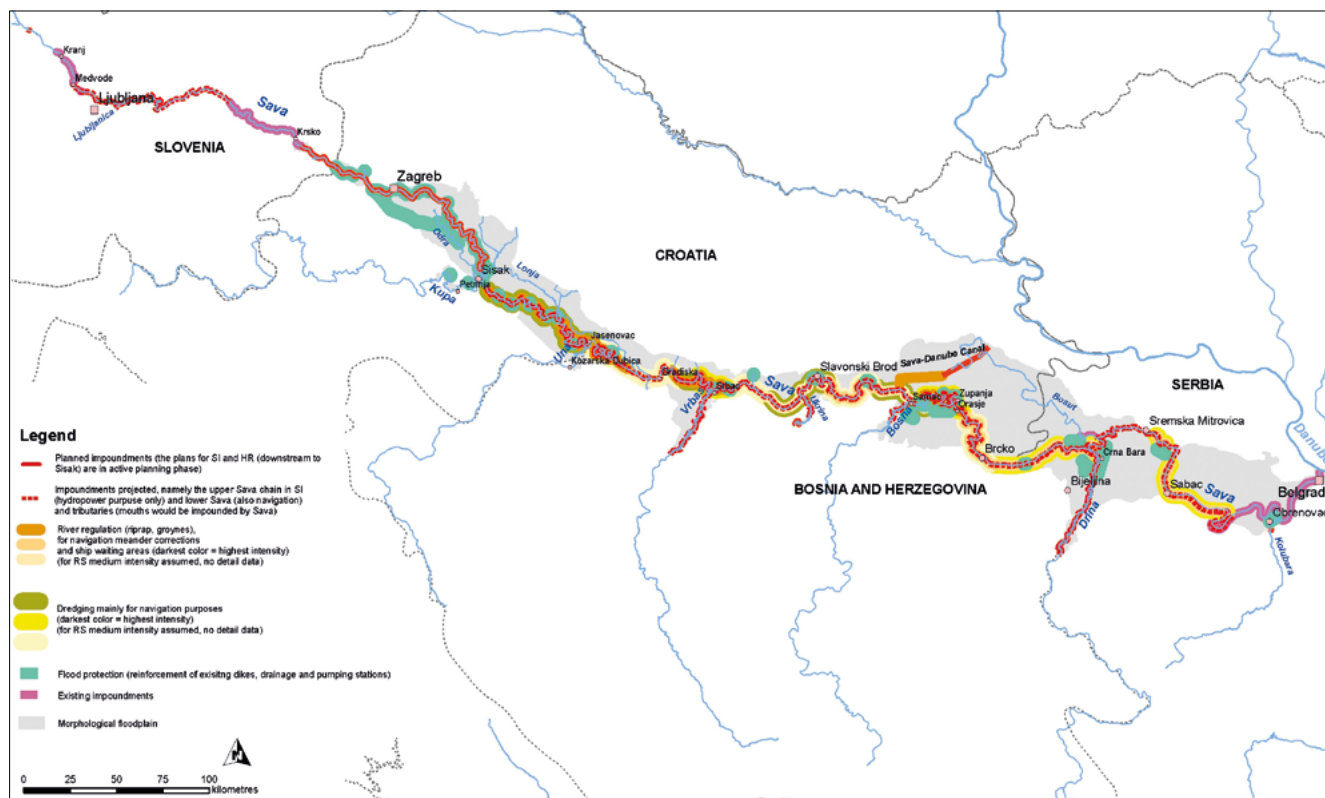 Kranj
Medvode
Ljubljana
Ljubljanica
Sava
Krsko
SLOVENIA
Zagreb
Odra
Sisak
Lonja
Petrinja
Kupa
CROATIA
Jasenovac
Una
Kozarska Dubica
Gradiska
Srbac
Vrbas
Sava
Ukrina
Slavonski Brod
Sava-Danube Canal
Samac
Bosna
Zupanja
Orasje
Brcko
BOSNIA AND HERZEGOVINA
Bosut
SERBIA
Sremska Mitrovica
Crna Bara
Bijeljina
Drina
Sabac
Sava
Danube
Belgrad
Obrenovac
Kolubara
Legend
Planned impoundments (the plans for SI and HR (downstream to
Sisak) are in active planning phase)
Impoundments projected, namely the upper Sava chain in SI
(hydropower purpuse only) and lower Sava (also navigation)
and tributaries (mouths would be impounded by Sava)
River regulation (riprap, groynes),
for navigation meander corrections
and ship waiting areas (darkest color = highest intensity)
(for RS medium intensity assumed, no detail data)
Dredging mainly for navigation purposes
(darkest color = highest intensity)
(for RS medium intensity assumed, no detail data)
Flood protection (reinforcement of exisitng dikes, drainage and pumping stations)
Existing impoundments
Morphological floodplain
0 25 50 75 100
kilometres